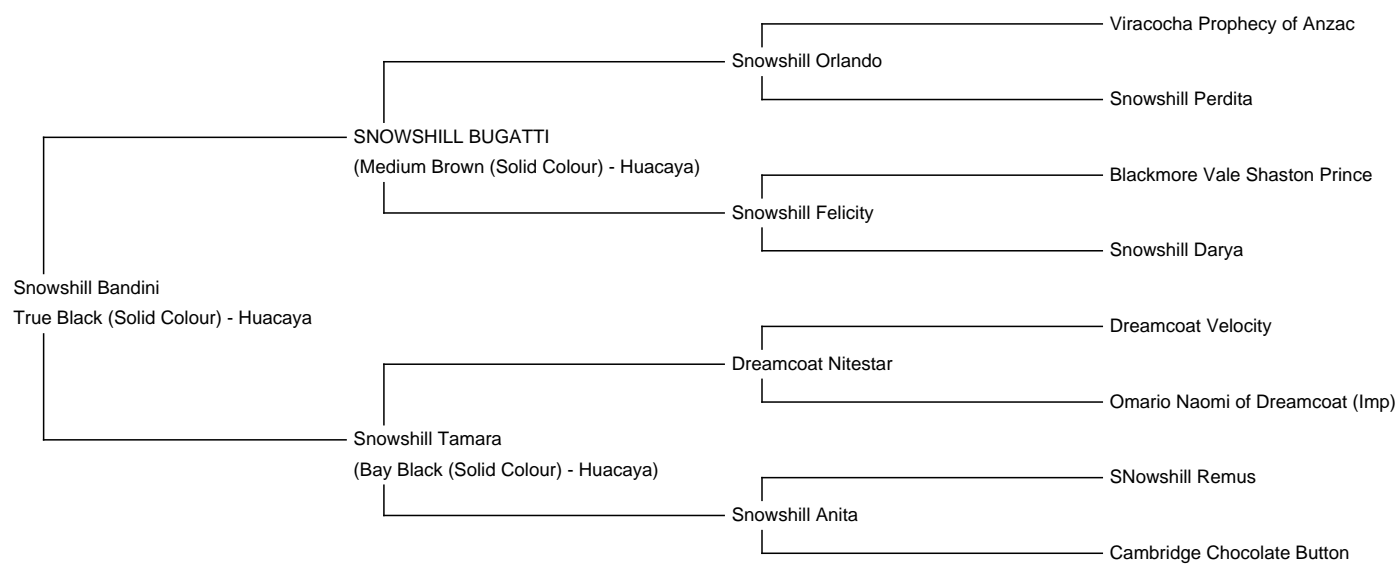 Viracocha Prophecy of Anzac
Snowshill Orlando
Snowshill Perdita
SNOWSHILL BUGATTI
(Medium Brown (Solid Colour) - Huacaya)
Blackmore Vale Shaston Prince
Snowshill Felicity
Snowshill Darya
Snowshill Bandini
True Black (Solid Colour) - Huacaya
Dreamcoat Velocity
Dreamcoat Nitestar
Omario Naomi of Dreamcoat (Imp)
Snowshill Tamara
(Bay Black (Solid Colour) - Huacaya)
SNowshill Remus
Snowshill Anita
Cambridge Chocolate Button